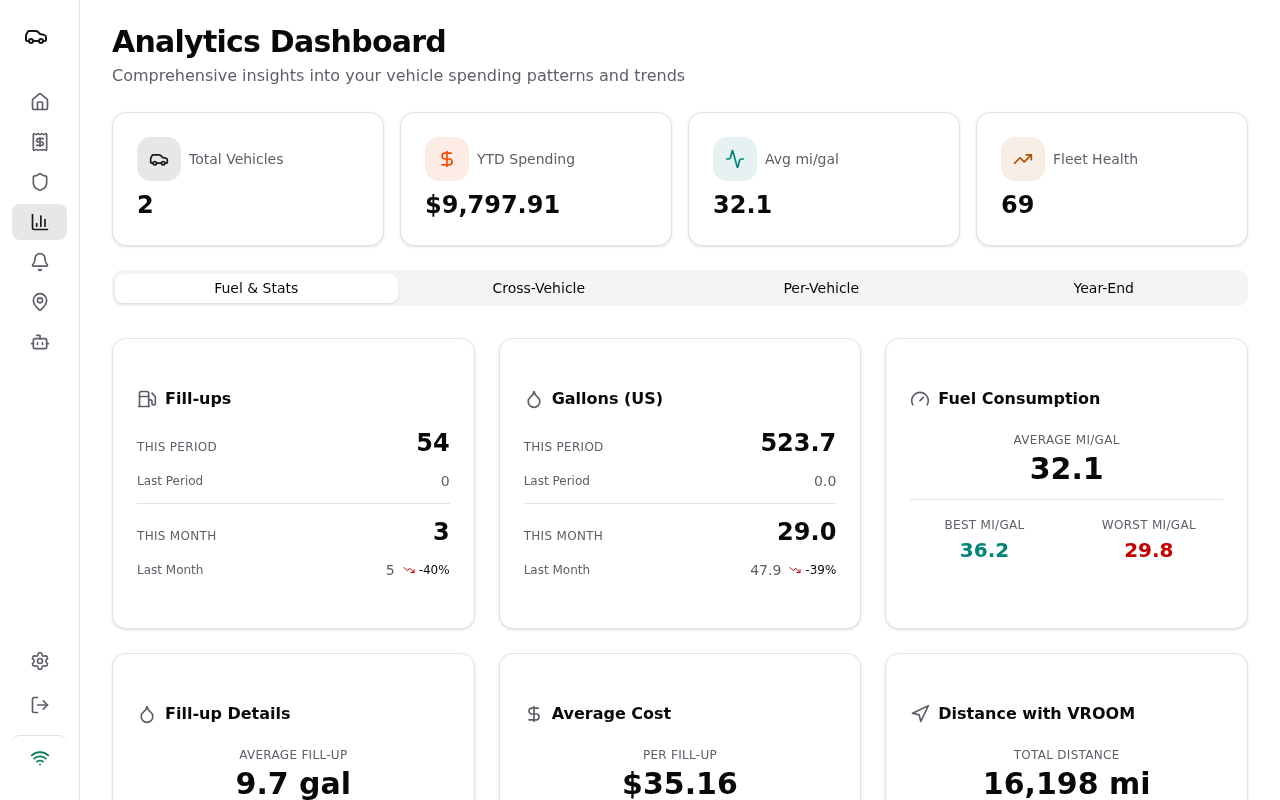 Analytics Dashboard
Comprehensive insights into your vehicle spending patterns and trends
Total Vehicles
2
YTD Spending
$9,797.91
Avg mi/gal
32.1
Fleet Health
69
Fuel & Stats
Cross-Vehicle
Per-Vehicle
Year-End
Fill-ups
THIS PERIOD 54
Last Period 0
THIS MONTH 3
Last Month 5 -40%
Gallons (US)
THIS PERIOD 523.7
Last Period 0.0
THIS MONTH 29.0
Last Month 47.9 -39%
Fuel Consumption
AVERAGE MI/GAL
32.1
BEST MI/GAL WORST MI/GAL
36.2 29.8
Fill-up Details
AVERAGE FILL-UP
9.7 gal
Average Cost
PER FILL-UP
$35.16
Distance with VROOM
TOTAL DISTANCE
16,198 mi